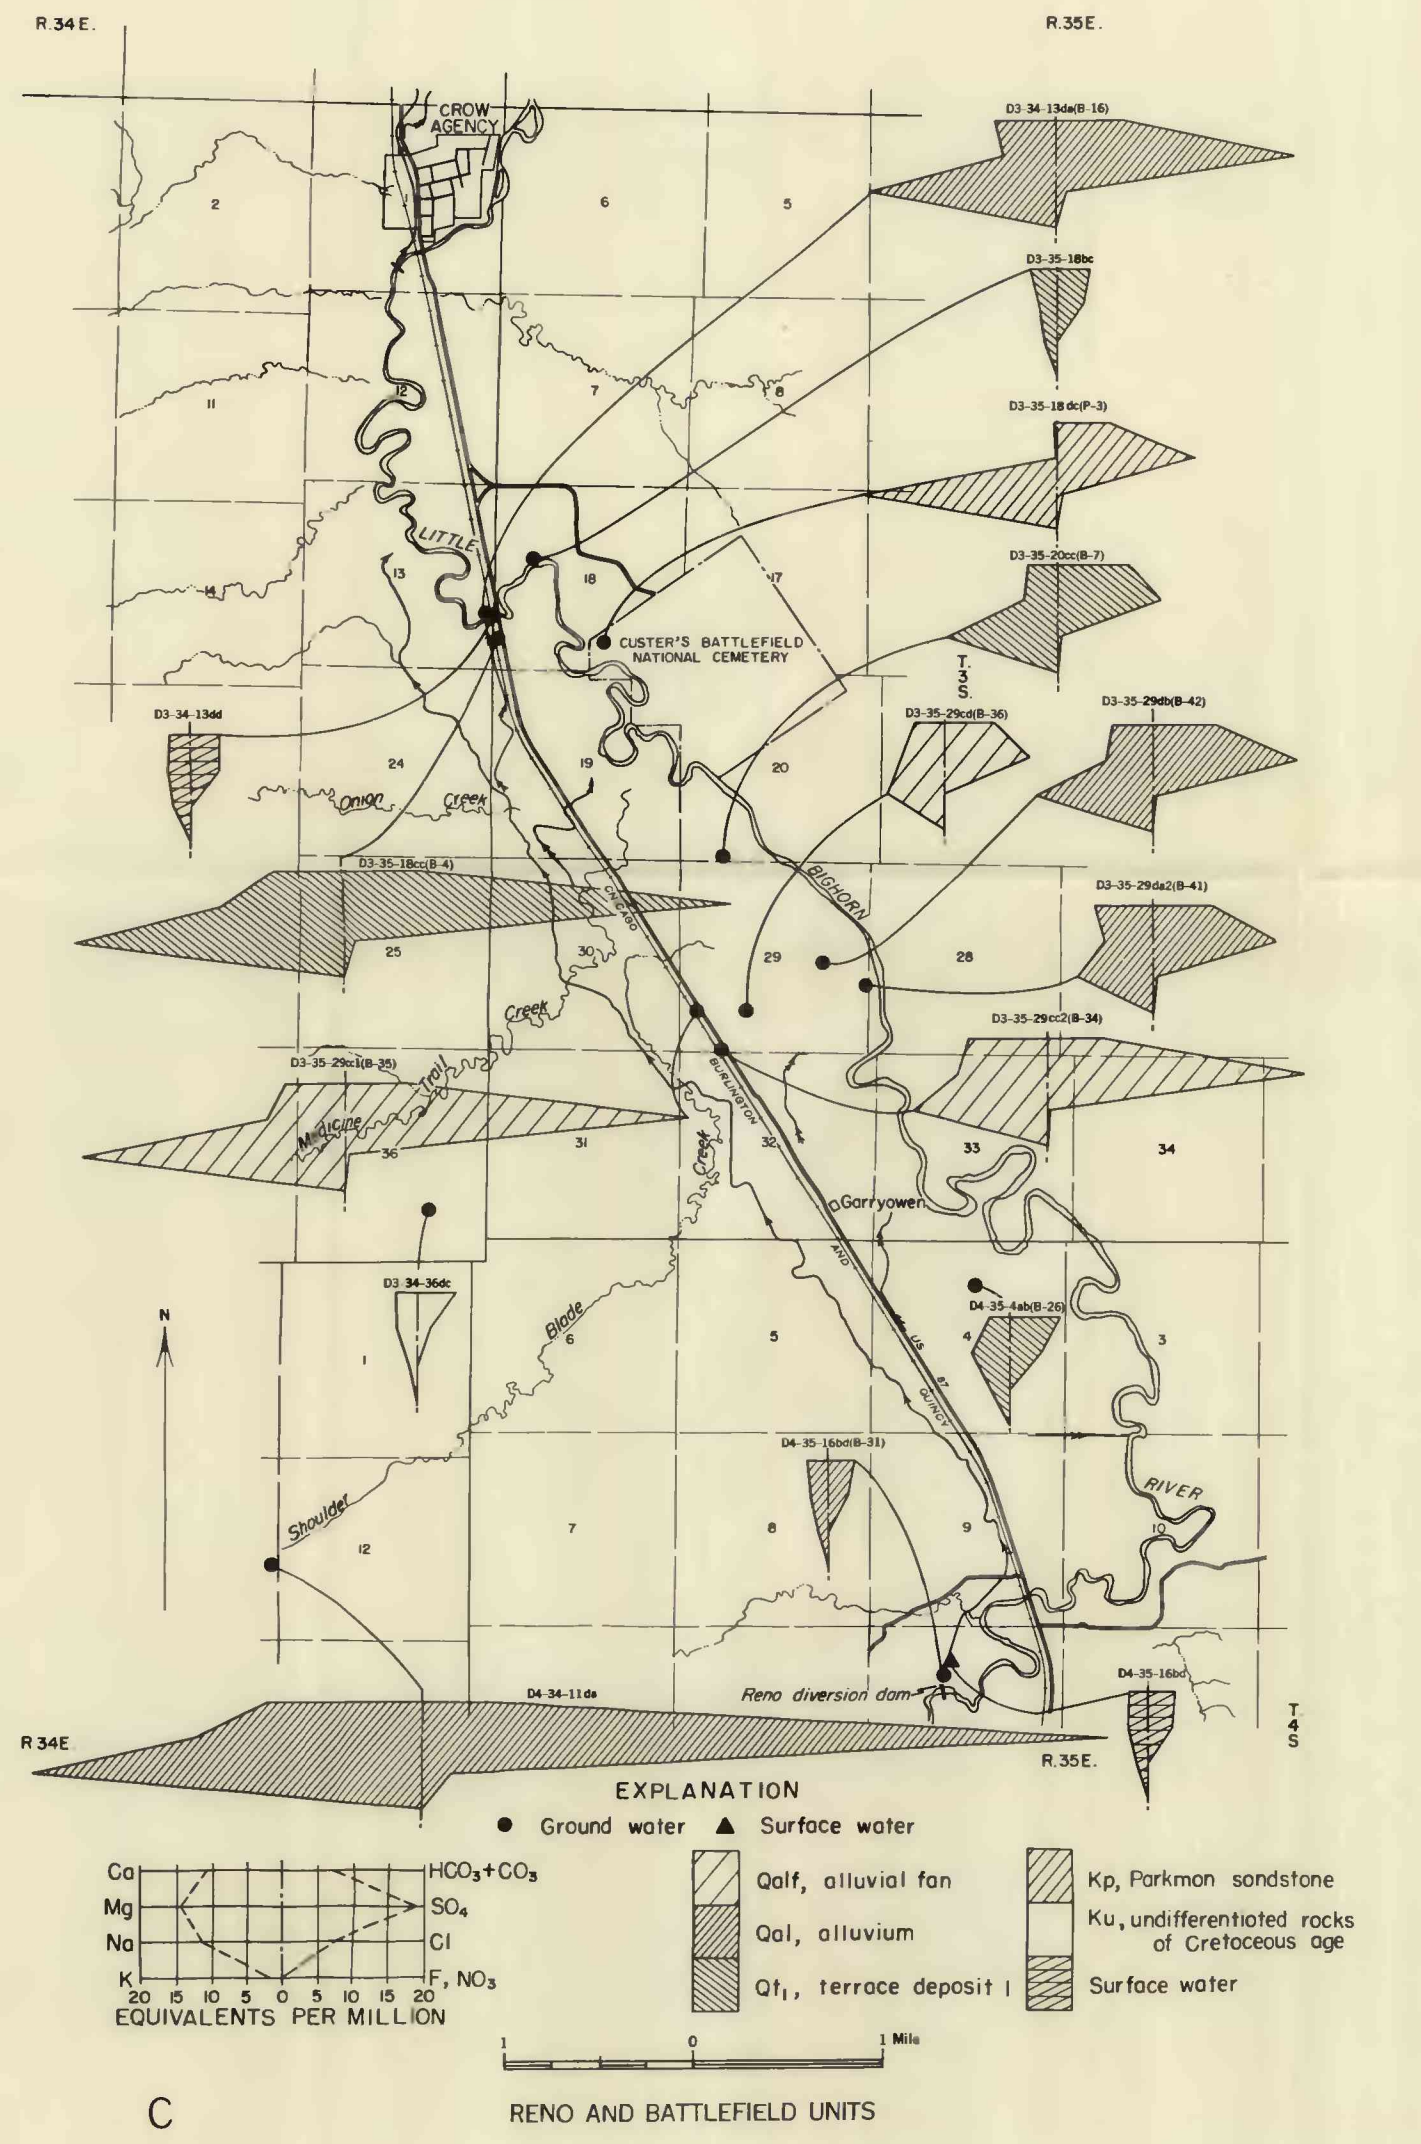 R.34E.
R.35E.
CROW
AGENCY
D3-34-13da(B-16)
2
1
6
5
D3-35-18bc
11
12
7
8
D3-35-18dc(P-3)
LITTLE
D3-35-20cc(B-7)
14
13
18
17
CUSTER'S BATTLEFIELD
NATIONAL CEMETERY
T.
3
S.
D3-34-13dd
D3-35-29cd(B-36)
D3-35-29db(B-42)
24
19
20
Onion Creek
D3-35-18cc(B-4)
BIGHORN
CHICAGO
D3-35-29da2(B-41)
25
30
29
28
Creek
D3-35-29cc2(B-34)
D3-35-29cc1(B-35)
Trail
BURLINGTON
Medicine
36
31
Creek
32
33
34
Garryowen
AND
D3-34-36dc
D4-35-4ab(B-26)
N
Blade
1
6
5
4
US
3
87
QUINCY
D4-35-16bd(B-31)
RIVER
Shoulder
12
7
8
9
10
D4-35-16bd
D4-34-11da
Reno diversion dam
T
4
S
R 34E
R.35E.
EXPLANATION
Ground water
Surface water
Ca
HCO₃+CO₃
Mg
SO₄
Na
Cl
K
F, NO₃
20 15 10 5 0 5 10 15 20
EQUIVALENTS PER MILLION
Qalf, alluvial fan
Qal, alluvium
Qt₁, terrace deposit 1
Kp, Parkmon sondstone
Ku, undifferentiated rocks
of Cretoceous age
Surface water
1 0 1 Mile
C
RENO AND BATTLEFIELD UNITS